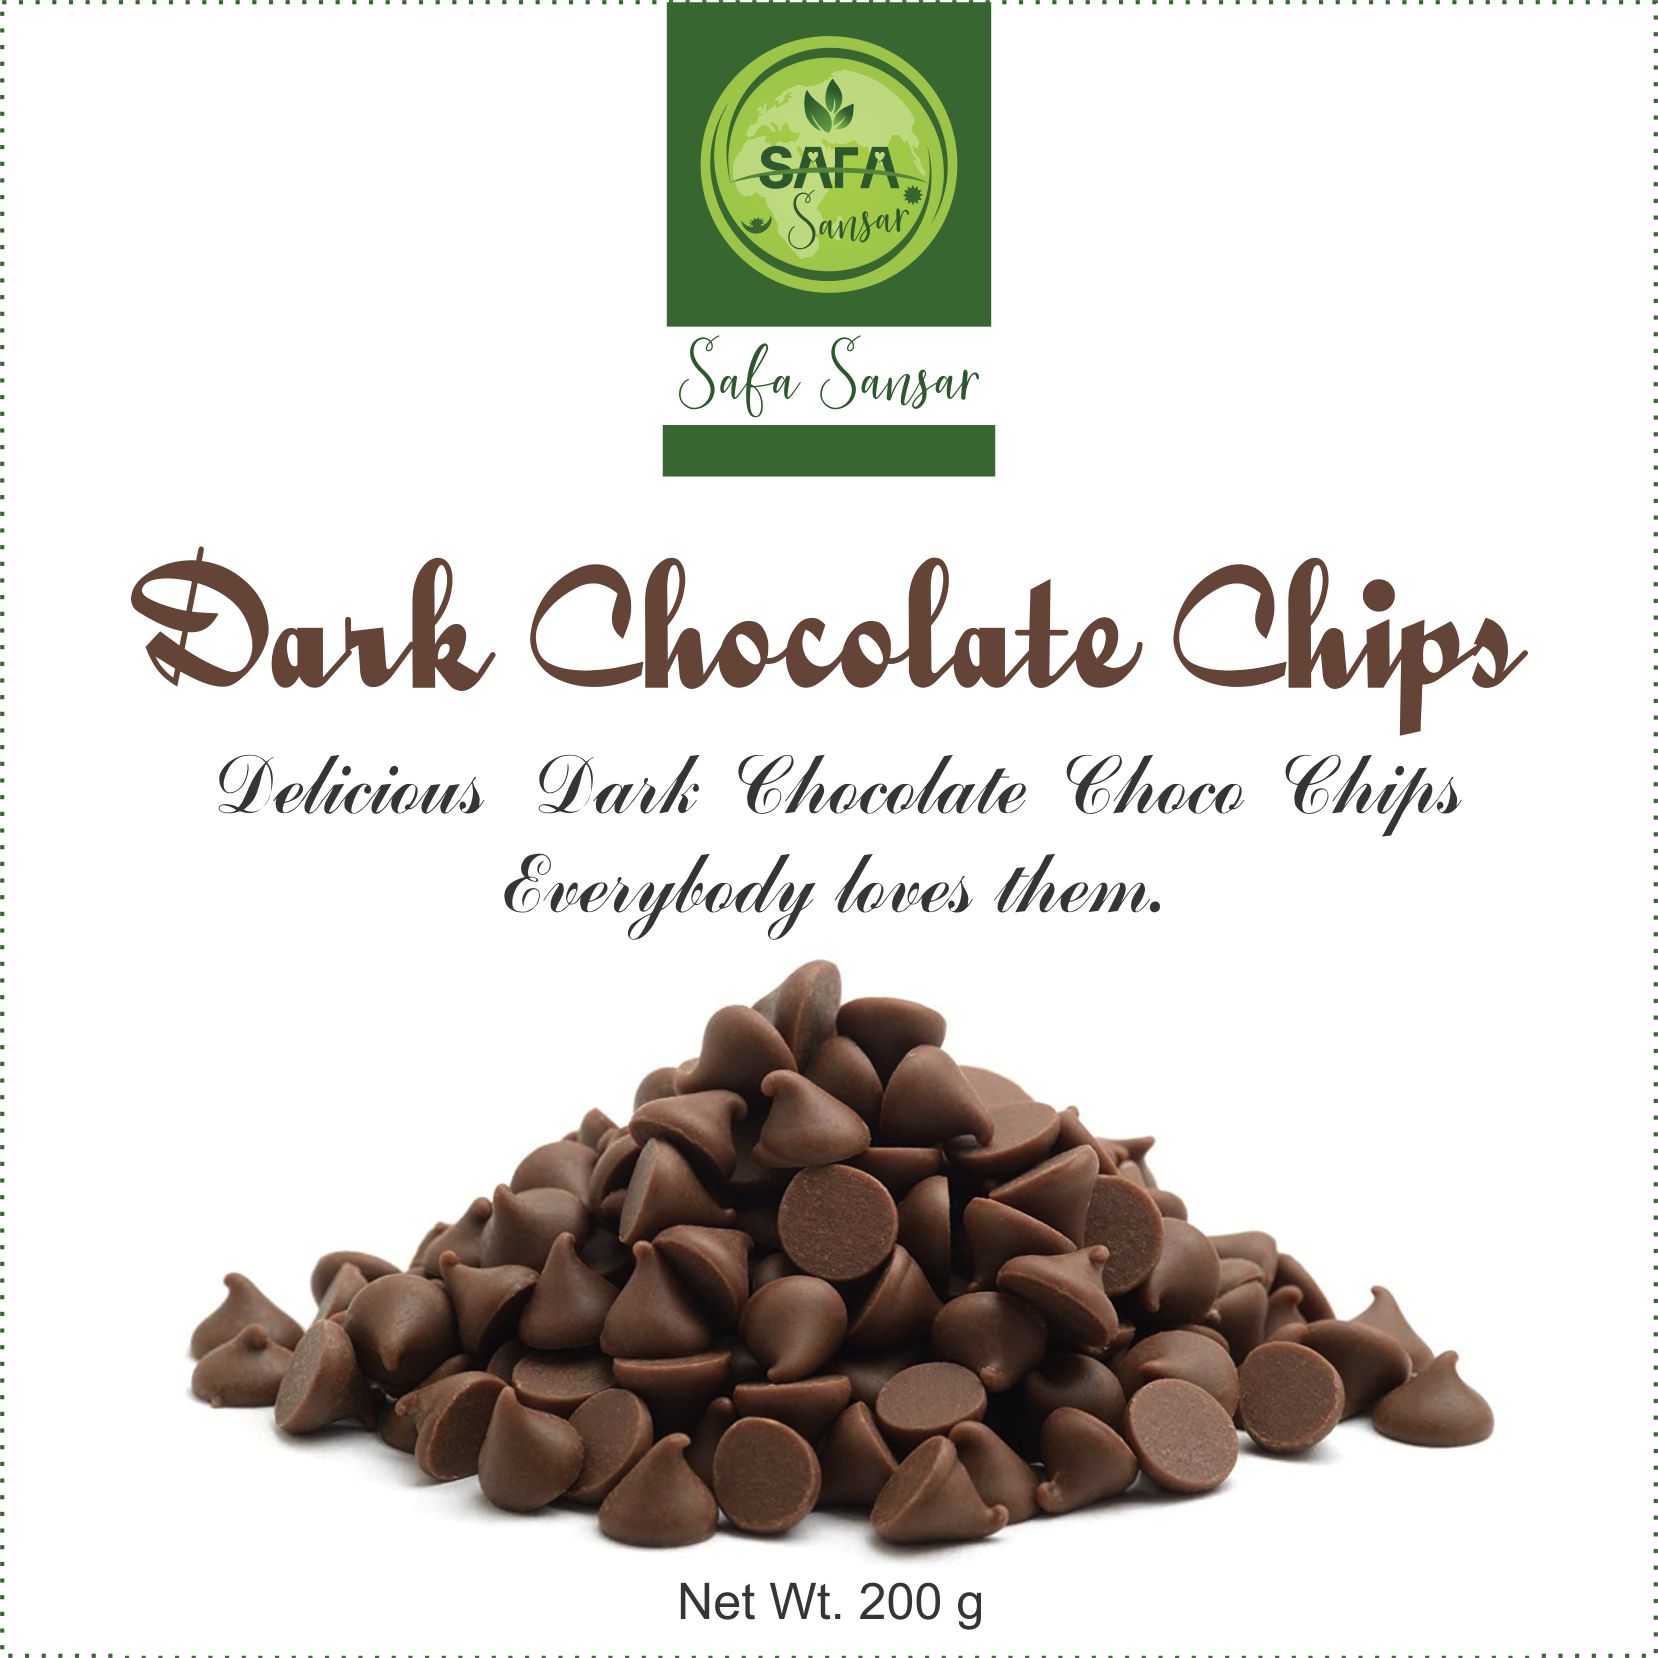 SAFA
Sansar
Safa Sansar
Dark Chocolate Chips
Delicious Dark Chocolate Choco Chips
Everybody loves them.
Net Wt. 200 g